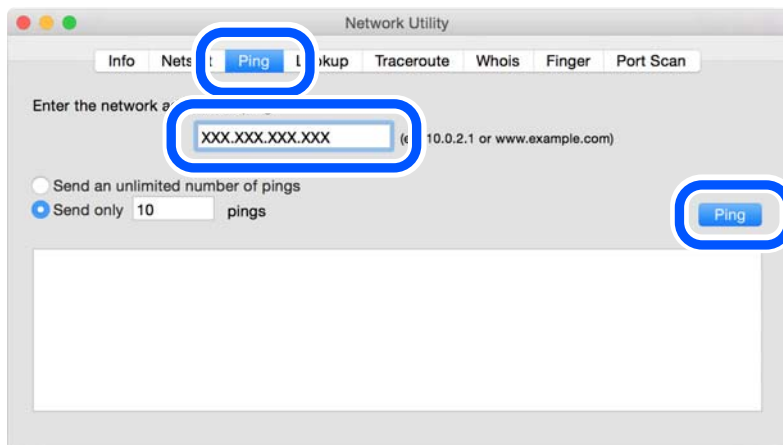 Network Utility
Info Ping Traceroute Whois Finger Port Scan
Enter the network
XXX.XXX.XXX.XXX 10.0.2.1 or www.example.com)
Send an unlimited number of pings
Send only 10 pings
Ping